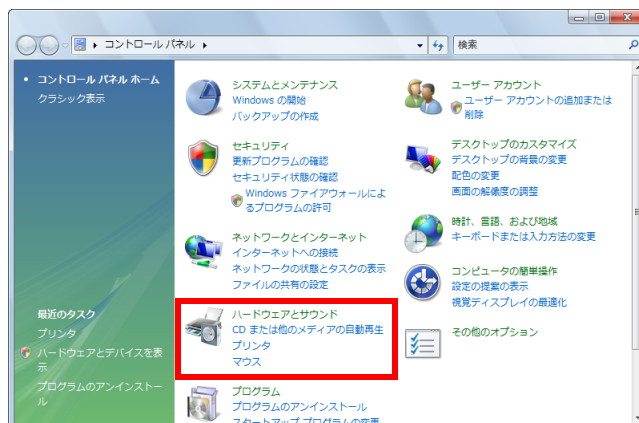 コントロール パネル
検索
コントロール パネル ホーム
クラシック表示
最近のタスク
プリンタ
ハードウェアとデバイスを表
示
プログラムのアンインストー
ル
システムとメンテナンス
Windows の開始
バックアップの作成
セキュリティ
更新プログラムの確認
セキュリティ状態の確認
Windows ファイアウォールによ
るプログラムの許可
ネットワークとインターネット
インターネットへの接続
ネットワークの状態とタスクの表示
ファイルの共有の設定
ハードウェアとサウンド
CD または他のメディアの自動再生
プリンタ
マウス
プログラム
プログラムのアンインストール
スタートアップ プログラムの変更
ユーザー アカウント
ユーザー アカウントの追加または
削除
デスクトップのカスタマイズ
デスクトップの背景の変更
配色の変更
画面の解像度の調整
時計、言語、および地域
キーボードまたは入力方法の変更
コンピュータの簡単操作
設定の提案の表示
視覚ディスプレイの最適化
その他のオプション